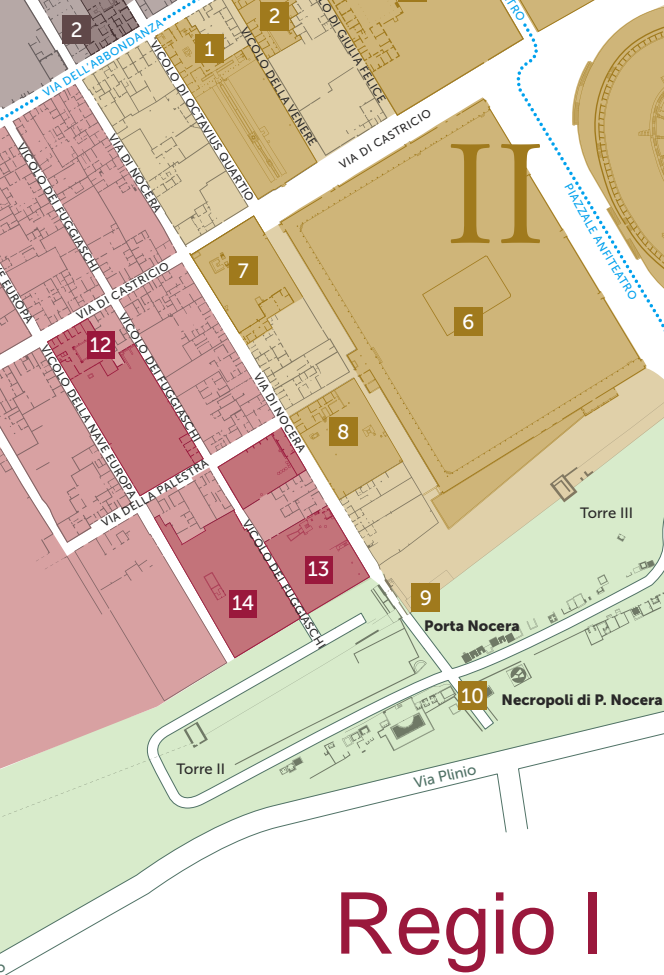 2
2
1
VIA DELL'ABBONDANZA
VICOLO DI OCTAVIUS QUARTIO
VICOLO DELLA VENERE
LO DI GIULIA FELICE
TRO
VIA DI CASTRICIO
II
PIAZZALE ANFITEATRO
VICOLO DEI FUGGIASCHI
VIA DI NOCERA
7
6
VE EUROPA
VIA DI CASTRICIO
12
VICOLO DEI FUGGIASCHI
VICOLO DELLA NAVE EUROPA
VIA DI NOCERA
8
VIA DELLA PALESTRA
Torre III
13
VICOLO DEI FUGGIASCHI
14
9
Porta Nocera
10
Necropoli di P. Nocera
Torre II
Via Plinio
Regio I